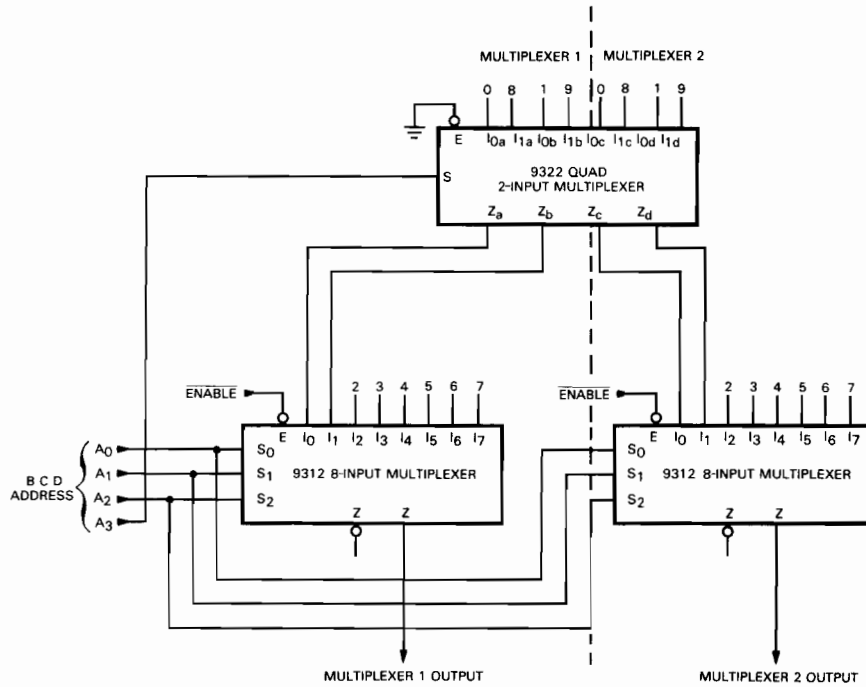 MULTIPLEXER 1 MULTIPLEXER 2
0 8 1 9 0 8 1 9
E I0a I1a I0b I1b I0c I1c I0d I1d
S
9322 QUAD
2-INPUT MULTIPLEXER
Za Zb Zc Zd
ENABLE 2 3 4 5 6 7
E I0 I1 I2 I3 I4 I5 I6 I7
ENABLE 2 3 4 5 6 7
E I0 I1 I2 I3 I4 I5 I6 I7
BCD
ADDRESS
A0
A1
A2
A3
S0
S1
S2
9312 8-INPUT MULTIPLEXER
Z Z
S0
S1
S2
9312 8-INPUT MULTIPLEXER
Z Z
MULTIPLEXER 1 OUTPUT
MULTIPLEXER 2 OUTPUT